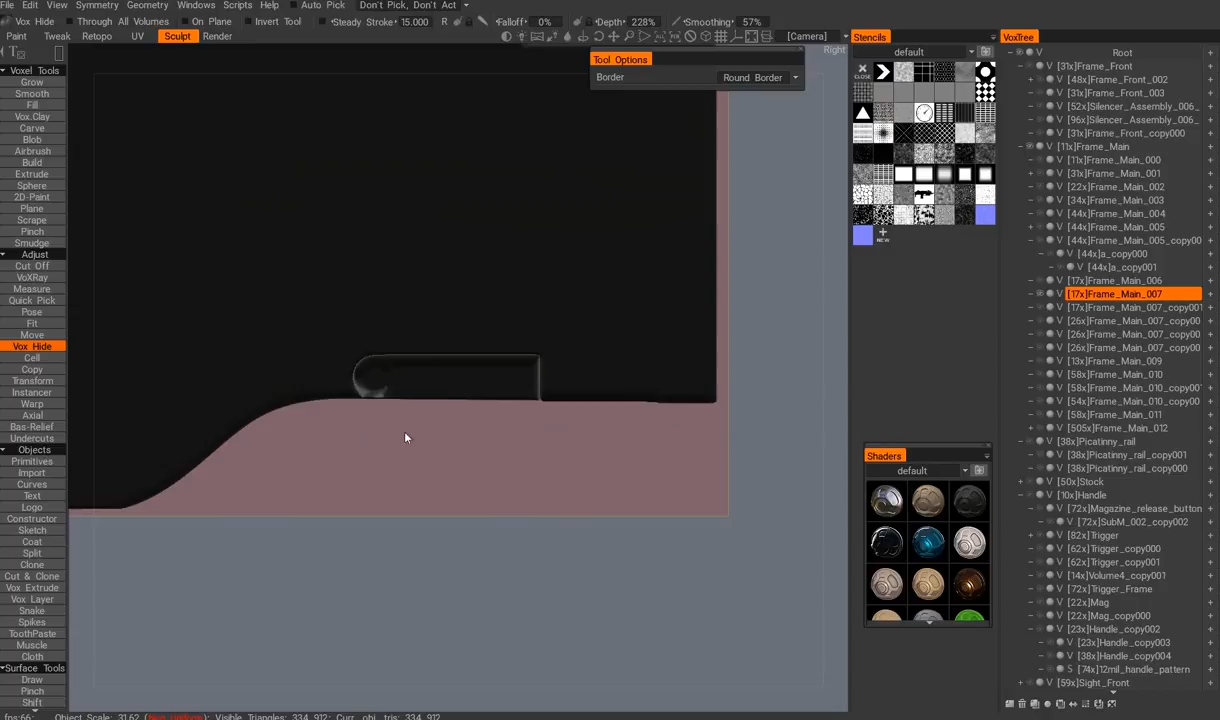 File Edit View Symmetry Geometry Windows Scripts Help Auto Pick Don't Pick, Don't Act
Vox Hide Through All Volumes On Plane Invert Tool Steady Stroke: 15.000 R Falloff: 0% Depth: 228% Smoothing: 57%
Paint Tweak Retopo UV Sculpt Render [Camera]
Right
Voxel Tools
Grow
Smooth
Fill
Vox.Clay
Carve
Blob
Airbrush
Build
Extrude
Sphere
2D-Paint
Plane
Scrape
Pinch
Smudge
Adjust
Cut Off
VoXRay
Measure
Quick Pick
Pose
Fit
Move
Vox Hide
Cell
Copy
Transform
Instancer
Warp
Axial
Bas-Relief
Undercuts
Objects
Primitives
Import
Curves
Text
Logo
Constructor
Sketch
Coat
Split
Clone
Cut & Clone
Vox Extrude
Vox Layer
Snake
Spikes
ToothPaste
Muscle
Cloth
Surface Tools
Draw
Pinch
Shift
Tool Options
Border Round Border
Stencils
default
CLOSE
NEW
Shaders
default
VoxTree
V Root
V [31x]Frame_Front
V [48x]Frame_Front_002
V [31x]Frame_Front_003
V [52x]Silencer_Assembly_006_
V [96x]Silencer_Assembly_006_
V [31x]Frame_Front_copy000
V [11x]Frame_Main
V [11x]Frame_Main_000
V [31x]Frame_Main_001
V [22x]Frame_Main_002
V [34x]Frame_Main_003
V [44x]Frame_Main_004
V [44x]Frame_Main_005
V [44x]Frame_Main_005_copy00
V [44x]a_copy000
V [44x]a_copy001
V [17x]Frame_Main_006
V [17x]Frame_Main_007
V [17x]Frame_Main_007_copy001
V [26x]Frame_Main_007_copy00
V [26x]Frame_Main_007_copy00
V [26x]Frame_Main_007_copy00
V [13x]Frame_Main_009
V [58x]Frame_Main_010
V [58x]Frame_Main_010_copy00
V [54x]Frame_Main_010_copy00
V [58x]Frame_Main_011
V [505x]Frame_Main_012
V [38x]Picatinny_rail
V [38x]Picatinny_rail_copy001
V [38x]Picatinny_rail_copy000
V [50x]Stock
V [10x]Handle
V [72x]Magazine_release_button
V [72x]SubM_002_copy002
V [82x]Trigger
V [62x]Trigger_copy000
V [62x]Trigger_copy001
V [14x]Volume4_copy001
V [72x]Trigger_Frame
V [22x]Mag
V [22x]Mag_copy000
V [23x]Handle_copy002
V [23x]Handle_copy003
V [38x]Handle_copy004
S [74x]12mil_handle_pattern
V [59x]Sight_Front
fps:66; Object Scale: 31.62 Visible Triangles: 334,912; Curr. obj. tris: 334,912